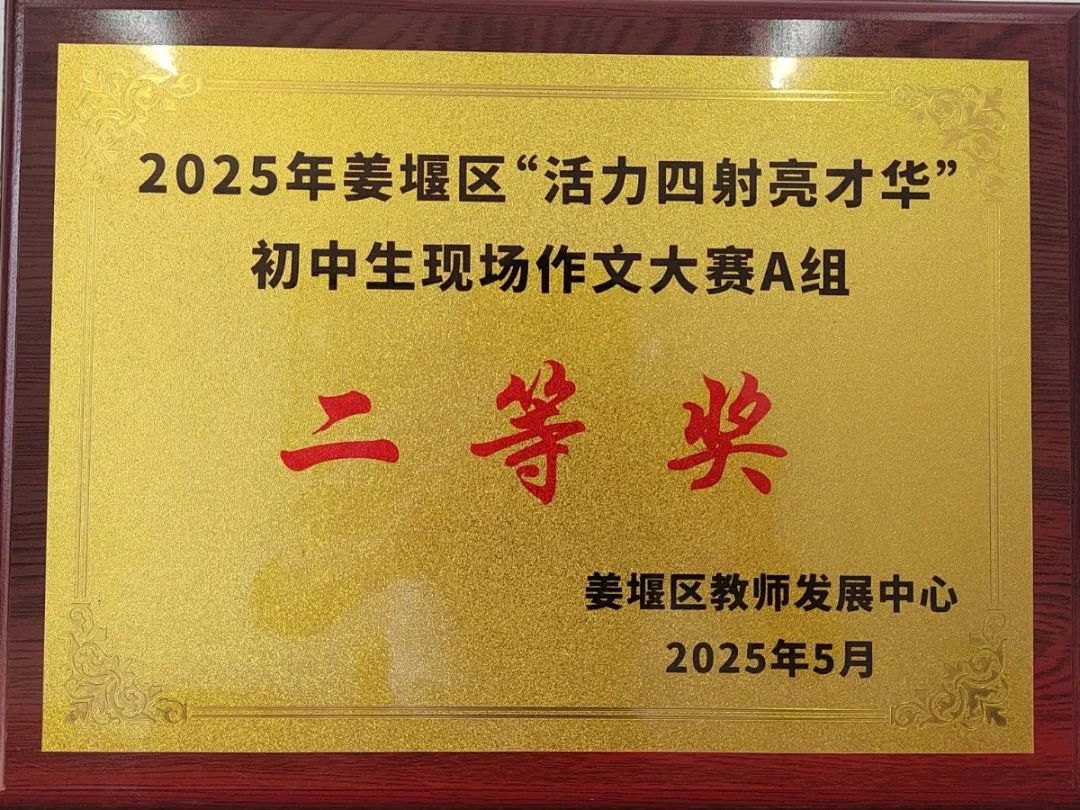 2025年姜堰区“活力四射亮才华”
初中生现场作文大赛A组
二等奖
姜堰区教师发展中心
2025年5月